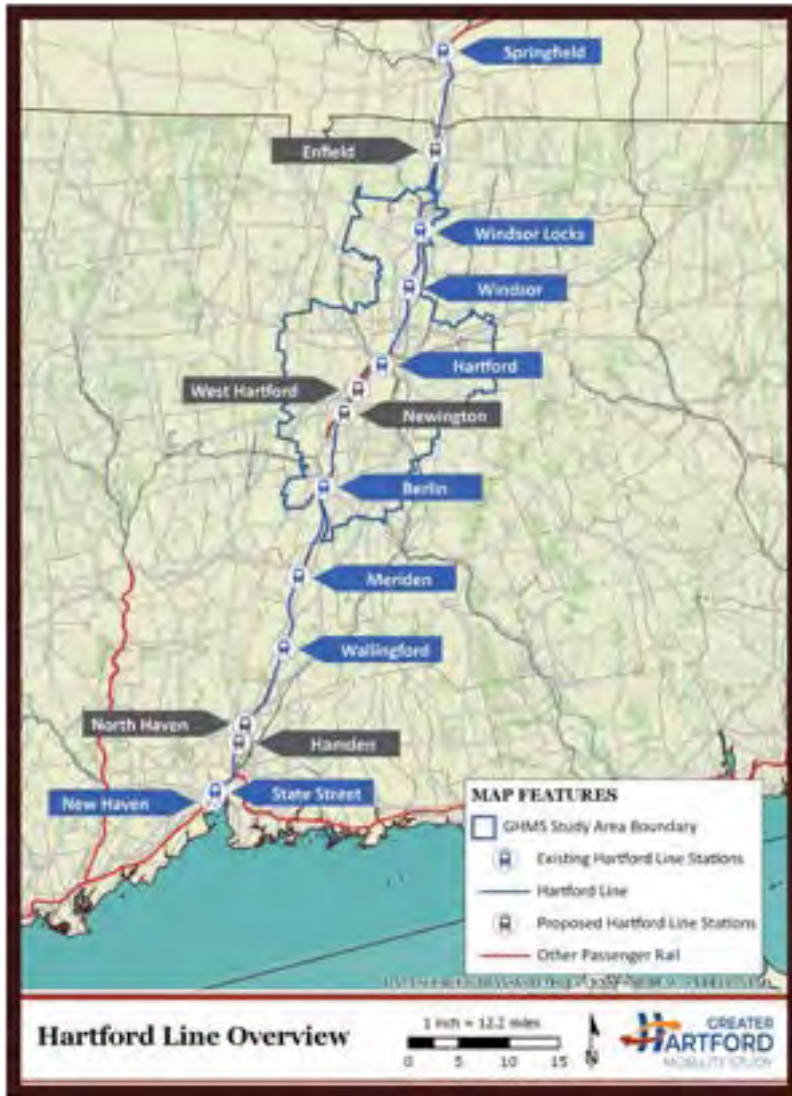 Springfield
Enfield
Windsor Locks
Windsor
Hartford
West Hartford
Newington
Berlin
Meriden
Wallingford
North Haven
Hamden
State Street
New Haven
MAP FEATURES
GHMS Study Area Boundary
Existing Hartford Line Stations
Hartford Line
Proposed Hartford Line Stations
Other Passenger Rail
Hartford Line Overview
1 inch = 12.2 miles
0 5 10 15
N
GREATER
HARTFORD
MOBILITY STUDY